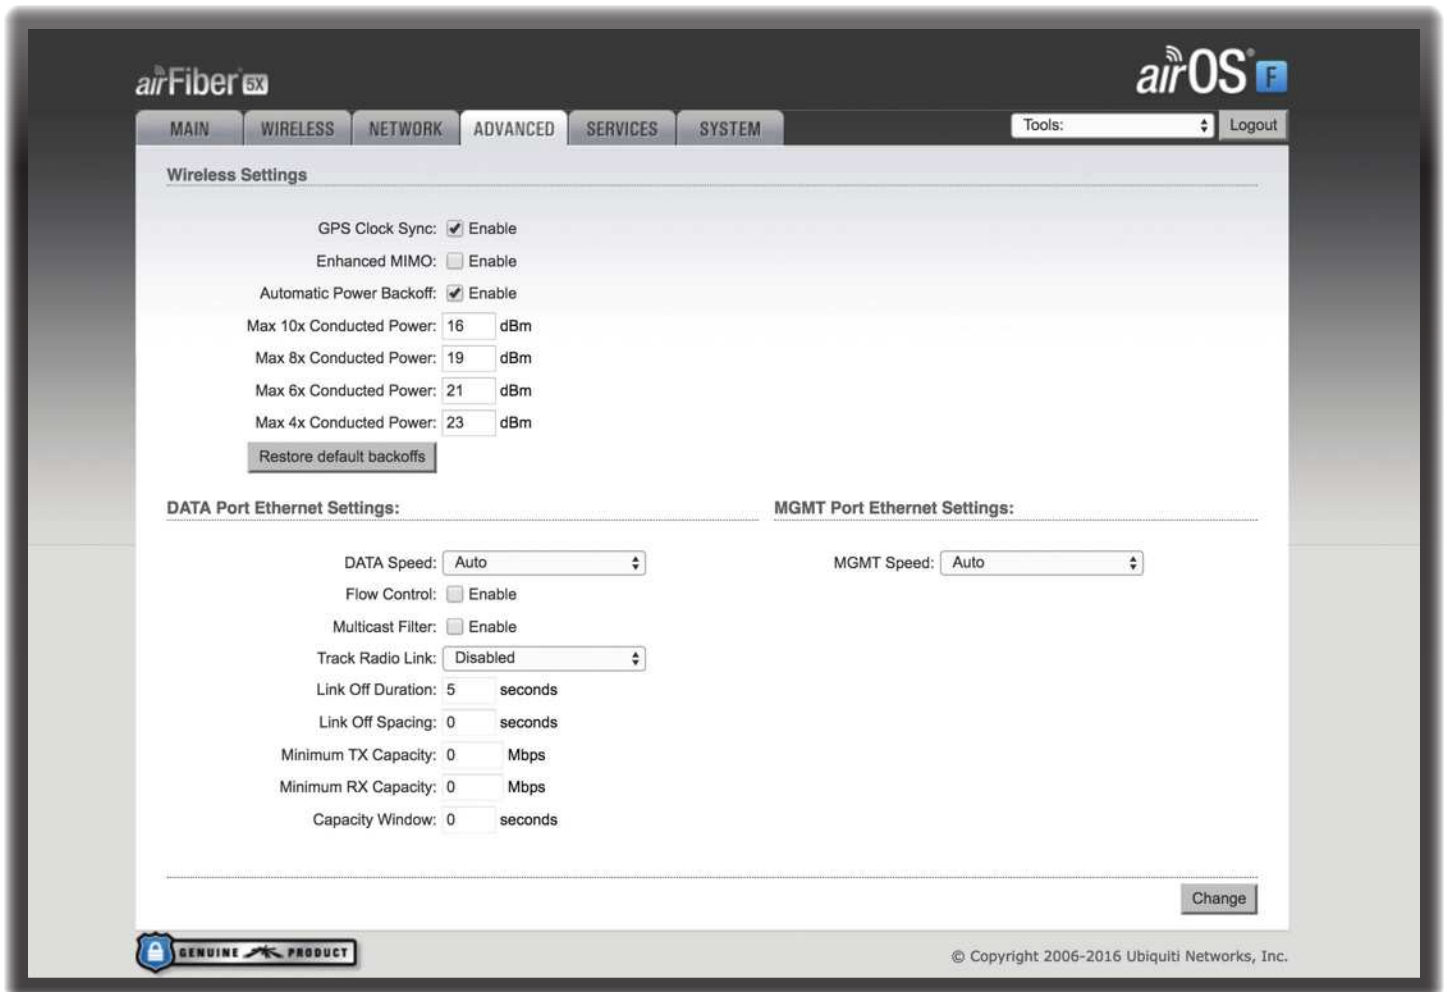 airFiber 5X
airOS F
MAIN WIRELESS NETWORK ADVANCED SERVICES SYSTEM Tools: Logout
Wireless Settings
GPS Clock Sync: Enable
Enhanced MIMO: Enable
Automatic Power Backoff: Enable
Max 10x Conducted Power: 16 dBm
Max 8x Conducted Power: 19 dBm
Max 6x Conducted Power: 21 dBm
Max 4x Conducted Power: 23 dBm
Restore default backoffs
DATA Port Ethernet Settings: MGMT Port Ethernet Settings:
DATA Speed: Auto MGMT Speed: Auto
Flow Control: Enable
Multicast Filter: Enable
Track Radio Link: Disabled
Link Off Duration: 5 seconds
Link Off Spacing: 0 seconds
Minimum TX Capacity: 0 Mbps
Minimum RX Capacity: 0 Mbps
Capacity Window: 0 seconds
Change
GENUINE PRODUCT
© Copyright 2006-2016 Ubiquiti Networks, Inc.